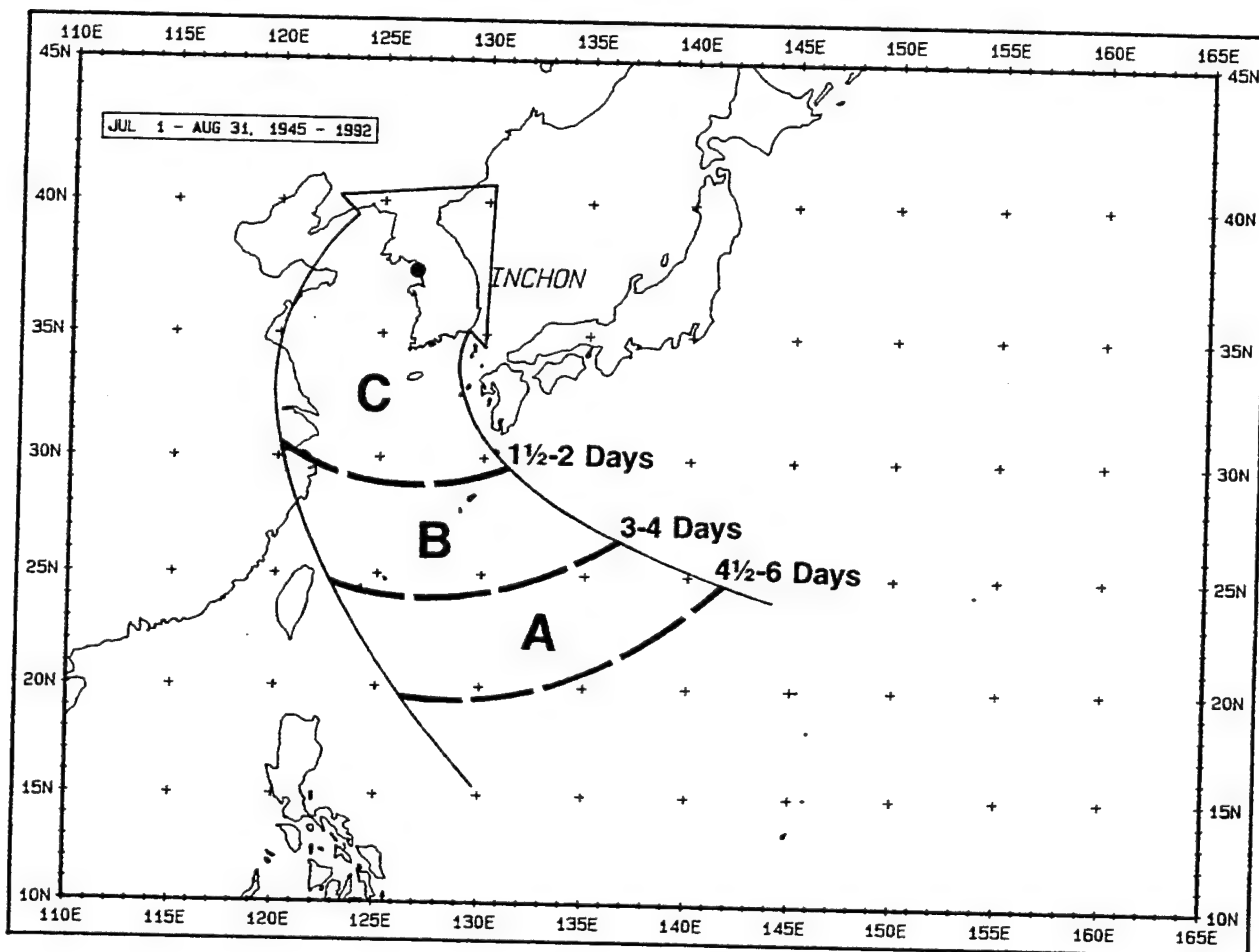 110E 115E 120E 125E 130E 135E 140E 145E 150E 155E 160E 165E
45N 45N
JUL 1 - AUG 31, 1945 - 1992
40N 40N
INCHON
35N 35N
C
30N 1½-2 Days 30N
B 3-4 Days
25N 4½-6 Days 25N
A
20N 20N
15N 15N
10N 10N
110E 115E 120E 125E 130E 135E 140E 145E 150E 155E 160E 165E